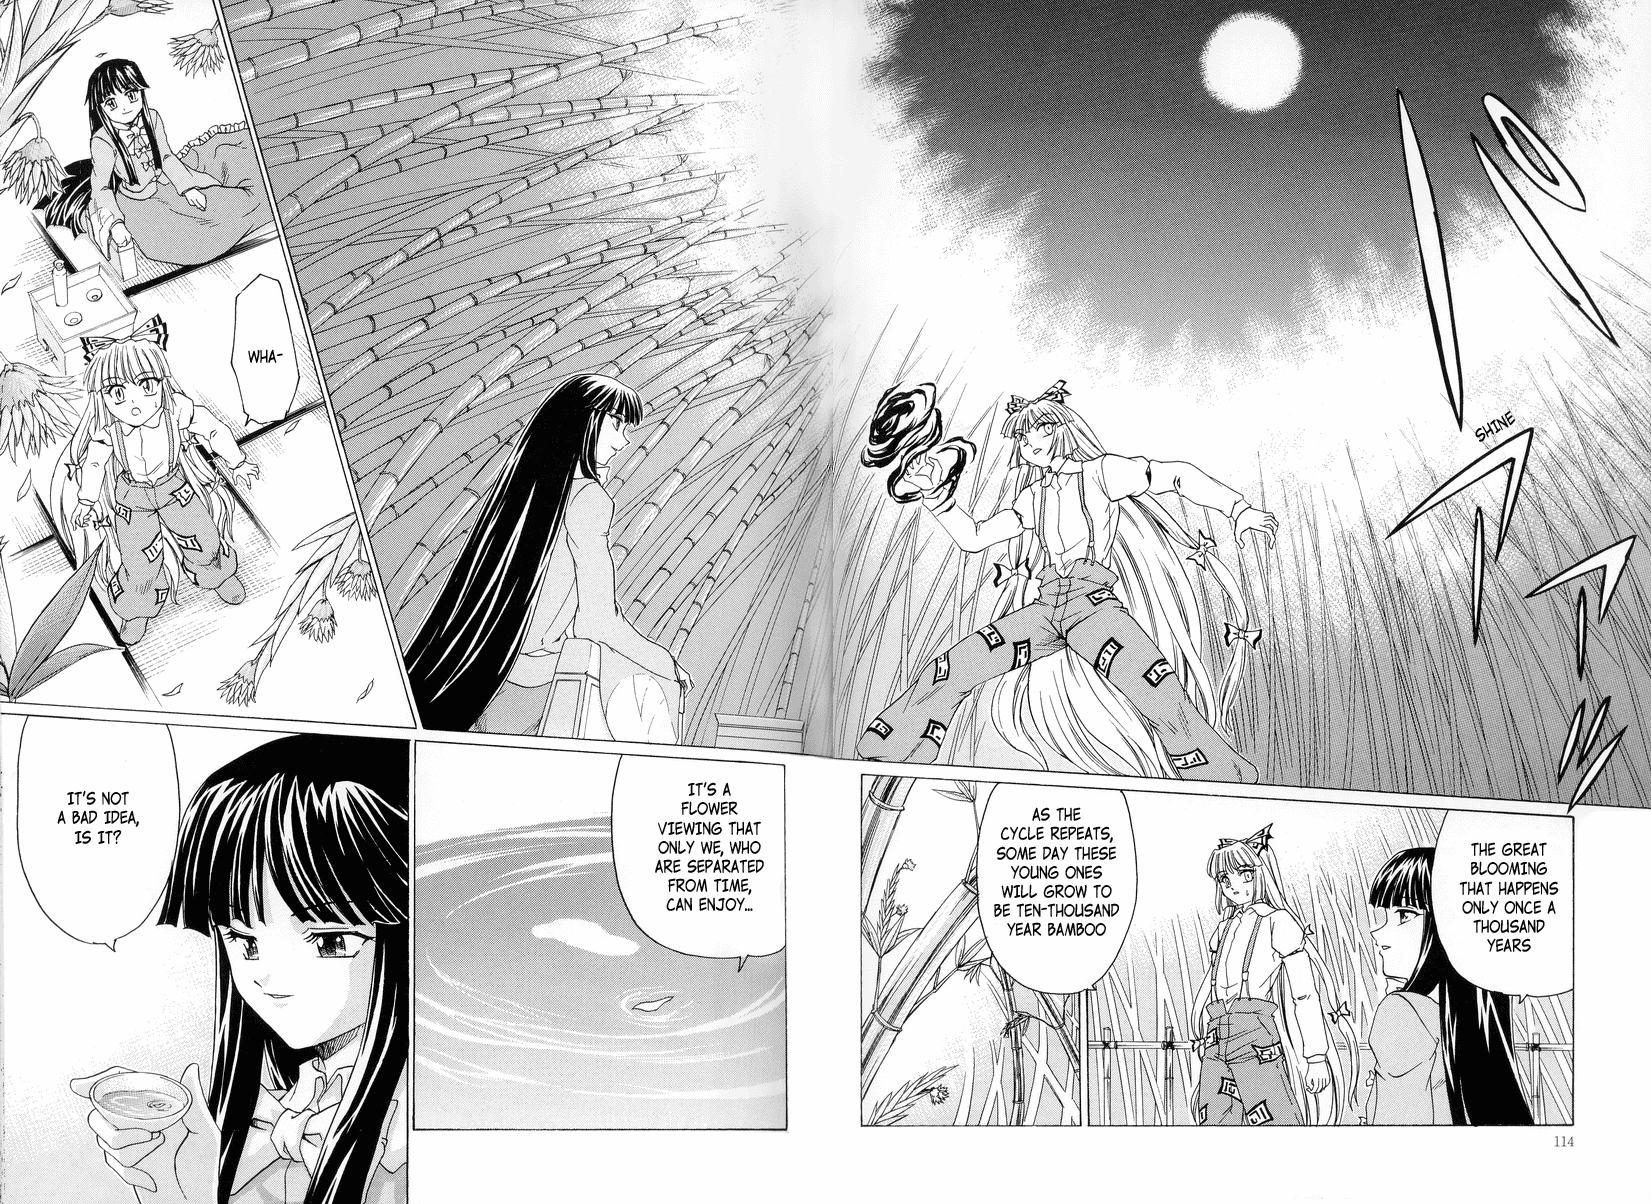 SHINE
WHA-
THE GREAT
BLOOMING
THAT HAPPENS
ONLY ONCE A
THOUSAND
YEARS
AS THE
CYCLE REPEATS,
SOME DAY THESE
YOUNG ONES
WILL GROW TO
BE TEN-THOUSAND
YEAR BAMBOO
IT'S A
FLOWER
VIEWING THAT
ONLY WE, WHO
ARE SEPARATED
FROM TIME,
CAN ENJOY...
IT'S NOT
A BAD IDEA,
IS IT?
114